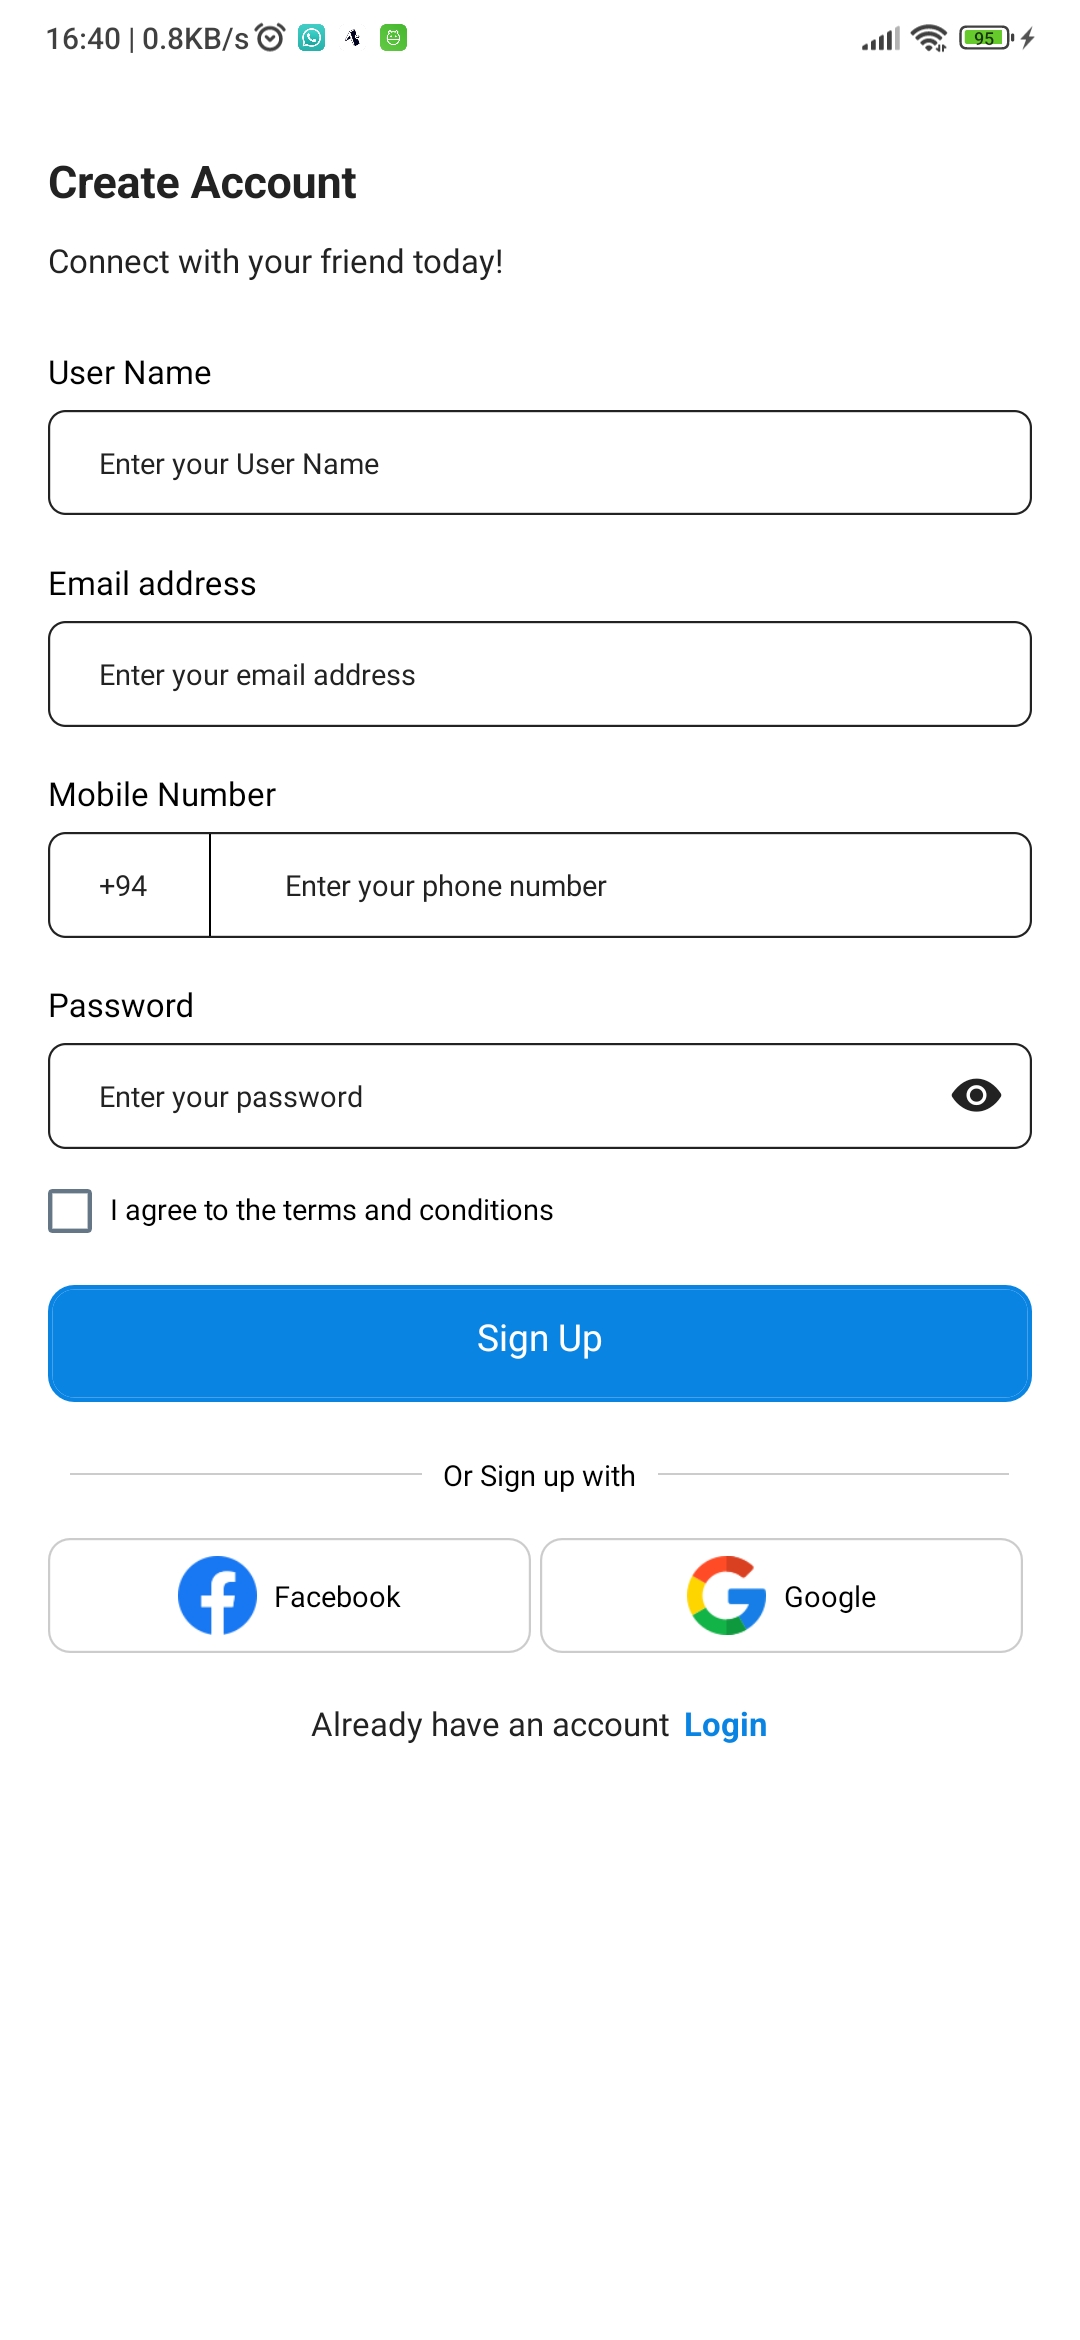 16:40 | 0.8KB/s 95
Create Account
Connect with your friend today!
User Name
Enter your User Name
Email address
Enter your email address
Mobile Number
+94 Enter your phone number
Password
Enter your password
I agree to the terms and conditions
Sign Up
Or Sign up with
Facebook Google
Already have an account Login